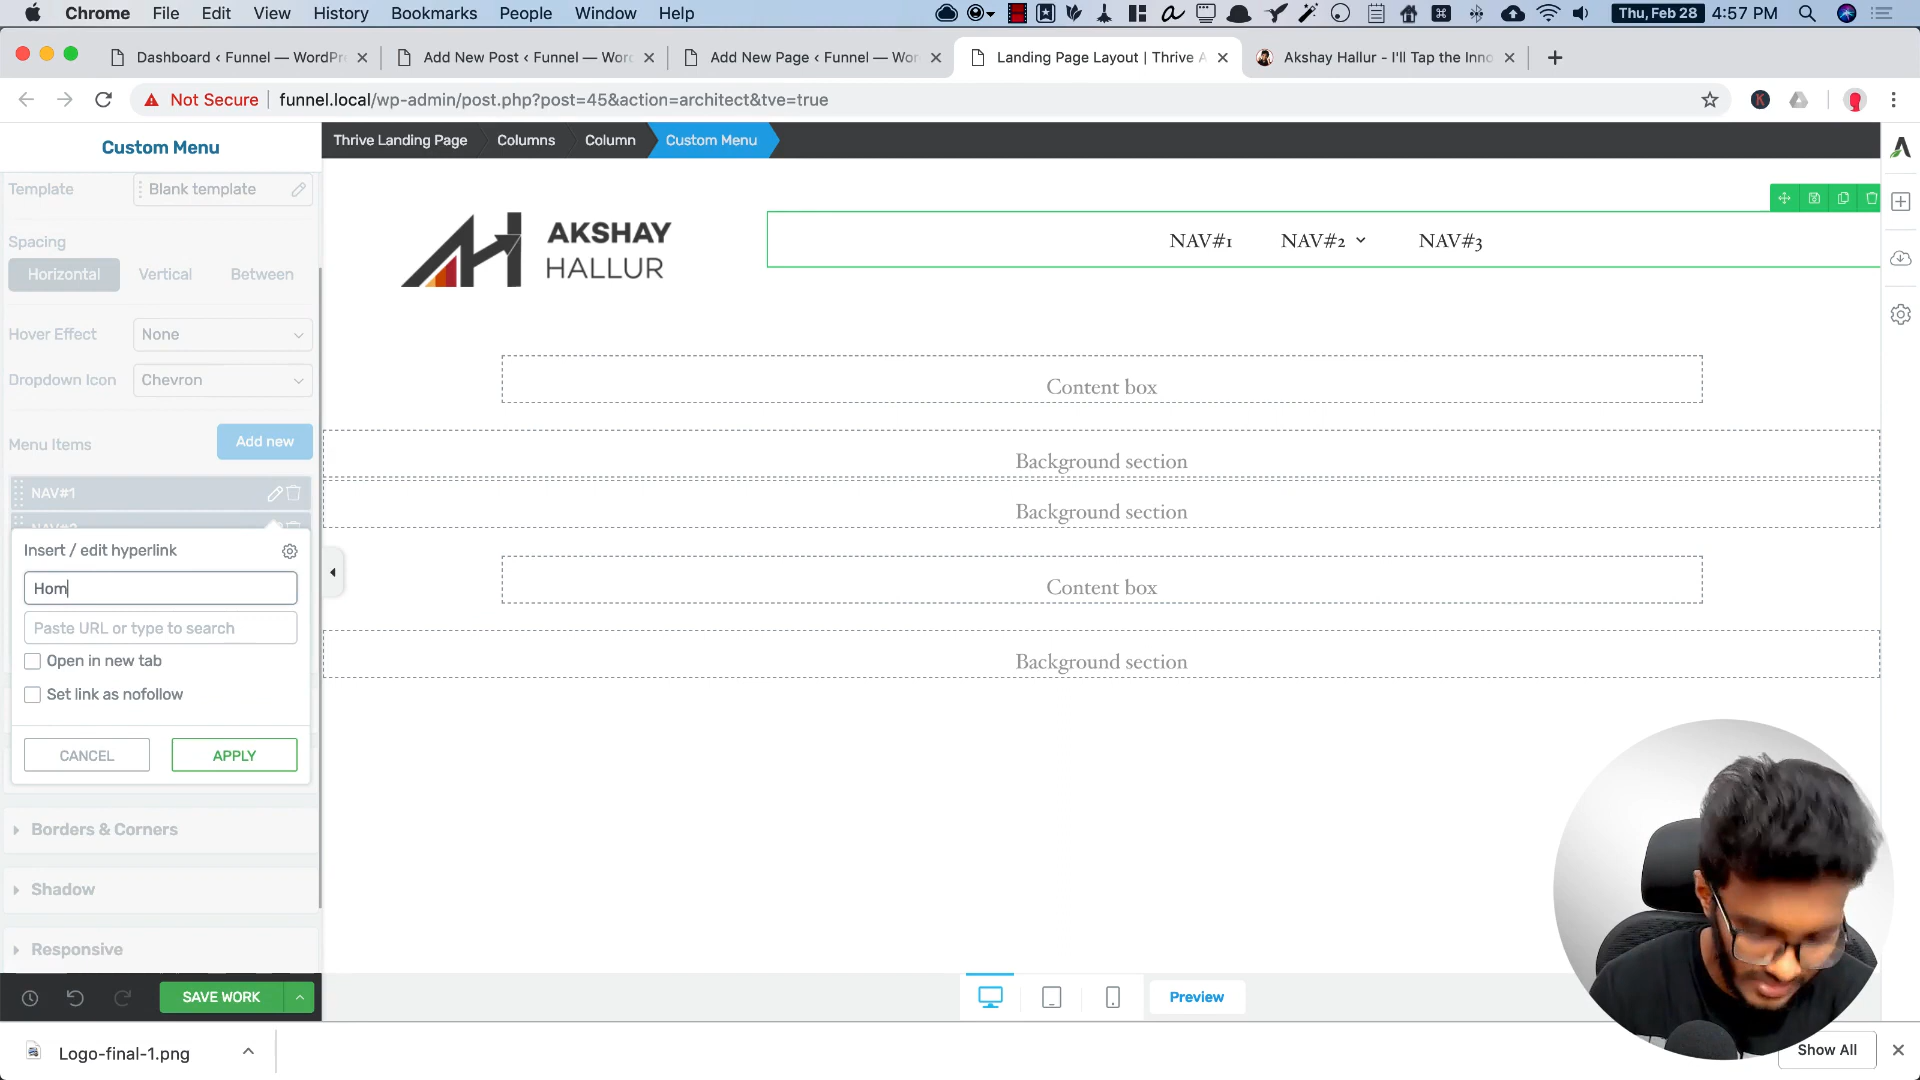 Chrome File Edit View History Bookmarks People Window Help Thu, Feb 28 4:57 PM
Dashboard ‹ Funnel — WordPr Add New Post ‹ Funnel — Wor Add New Page ‹ Funnel — Wor Landing Page Layout | Thrive A Akshay Hallur - I'll Tap the Inno
Not Secure funnel.local/wp-admin/post.php?post=45&action=architect&tve=true
Custom Menu
Thrive Landing Page Columns Column Custom Menu
Template Blank template
Spacing
Horizontal Vertical Between
Hover Effect None
Dropdown Icon Chevron
Menu Items Add new
NAV#1
NAV#2
Insert / edit hyperlink
Hom
Paste URL or type to search
Open in new tab
Set link as nofollow
CANCEL APPLY
Borders & Corners
Shadow
Responsive
SAVE WORK
AKSHAY
HALLUR
NAV#1 NAV#2 NAV#3
Content box
Background section
Background section
Content box
Background section
Preview
Logo-final-1.png
Show All